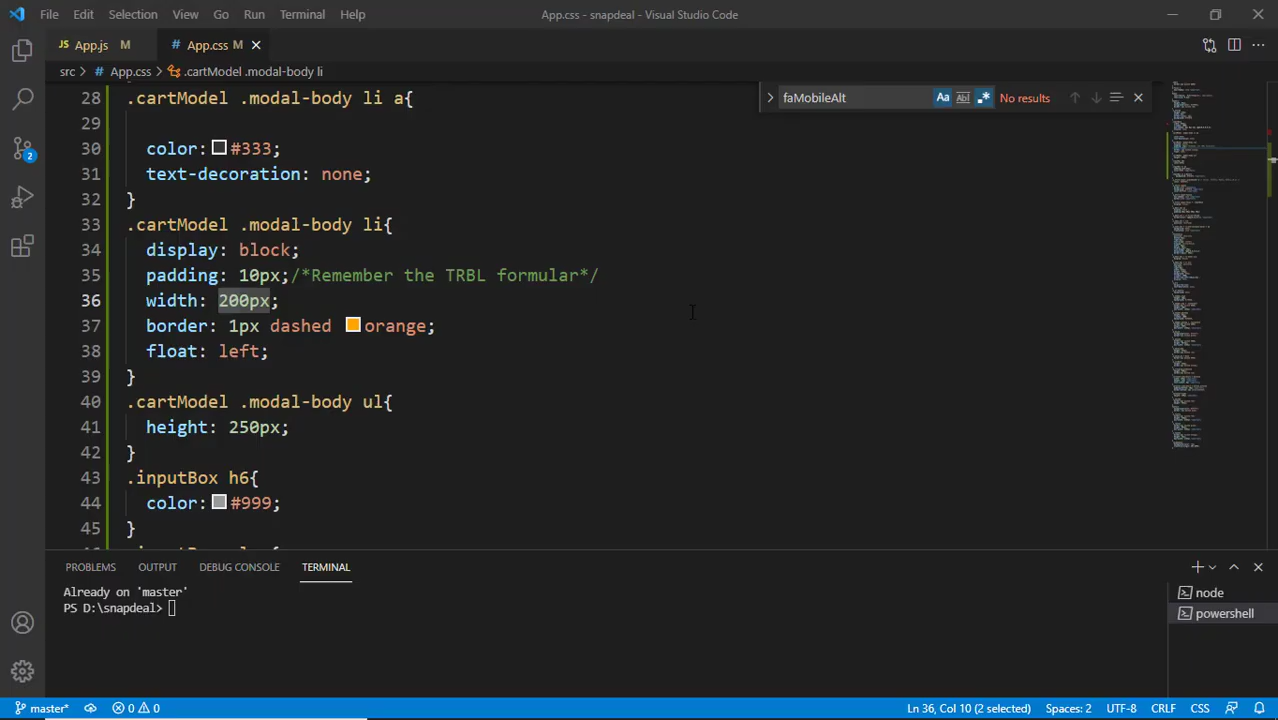 File Edit Selection View Go Run Terminal Help App.css - snapdeal - Visual Studio Code
JS App.js M # App.css M
src > # App.css > .cartModel .modal-body li
faMobileAlt Aa Abl .* No results
28 .cartModel .modal-body li a{
29
30 color: #333;
31 text-decoration: none;
32 }
33 .cartModel .modal-body li{
34 display: block;
35 padding: 10px;/*Remember the TRBL formular*/
36 width: 200px;
37 border: 1px dashed orange;
38 float: left;
39 }
40 .cartModel .modal-body ul{
41 height: 250px;
42 }
43 .inputBox h6{
44 color: #999;
45 }
2
PROBLEMS OUTPUT DEBUG CONSOLE TERMINAL
Already on 'master'
PS D:\snapdeal>
node
powershell
master* 0 0 Ln 36, Col 10 (2 selected) Spaces: 2 UTF-8 CRLF CSS